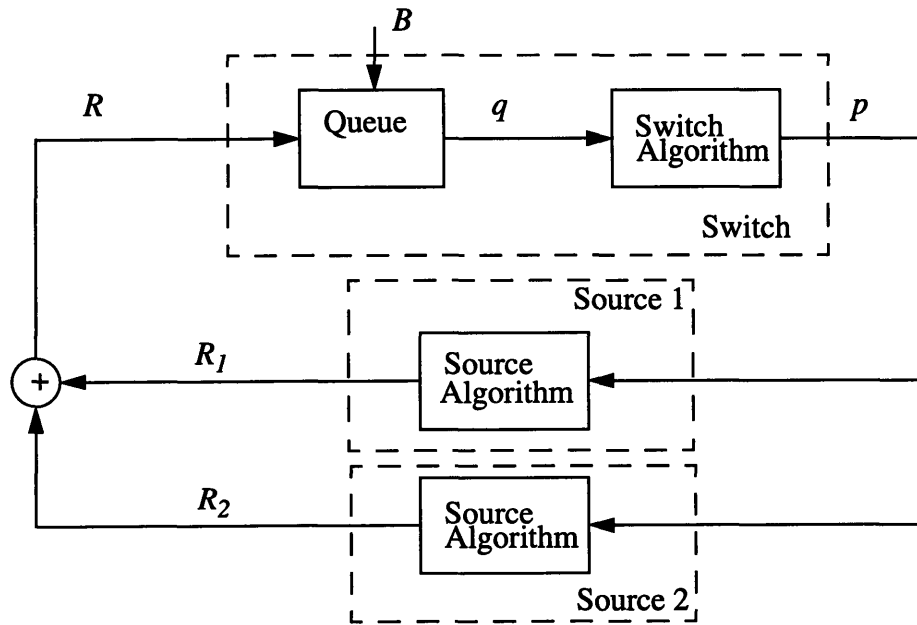 B
R
Queue
q
Switch
Algorithm
p
Switch
Source 1
R1
Source
Algorithm
R2
Source
Algorithm
Source 2
+